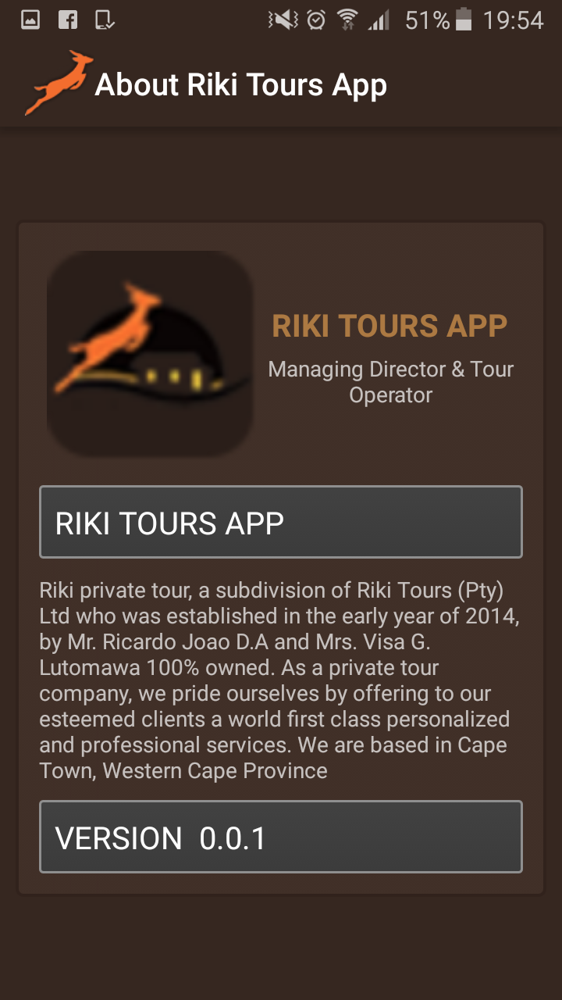 51% 19:54
About Riki Tours App
RIKI TOURS APP
Managing Director & Tour
Operator
RIKI TOURS APP
Riki private tour, a subdivision of Riki Tours (Pty)
Ltd who was established in the early year of 2014,
by Mr. Ricardo Joao D.A and Mrs. Visa G.
Lutomawa 100% owned. As a private tour
company, we pride ourselves by offering to our
esteemed clients a world first class personalized
and professional services. We are based in Cape
Town, Western Cape Province
VERSION  0.0.1